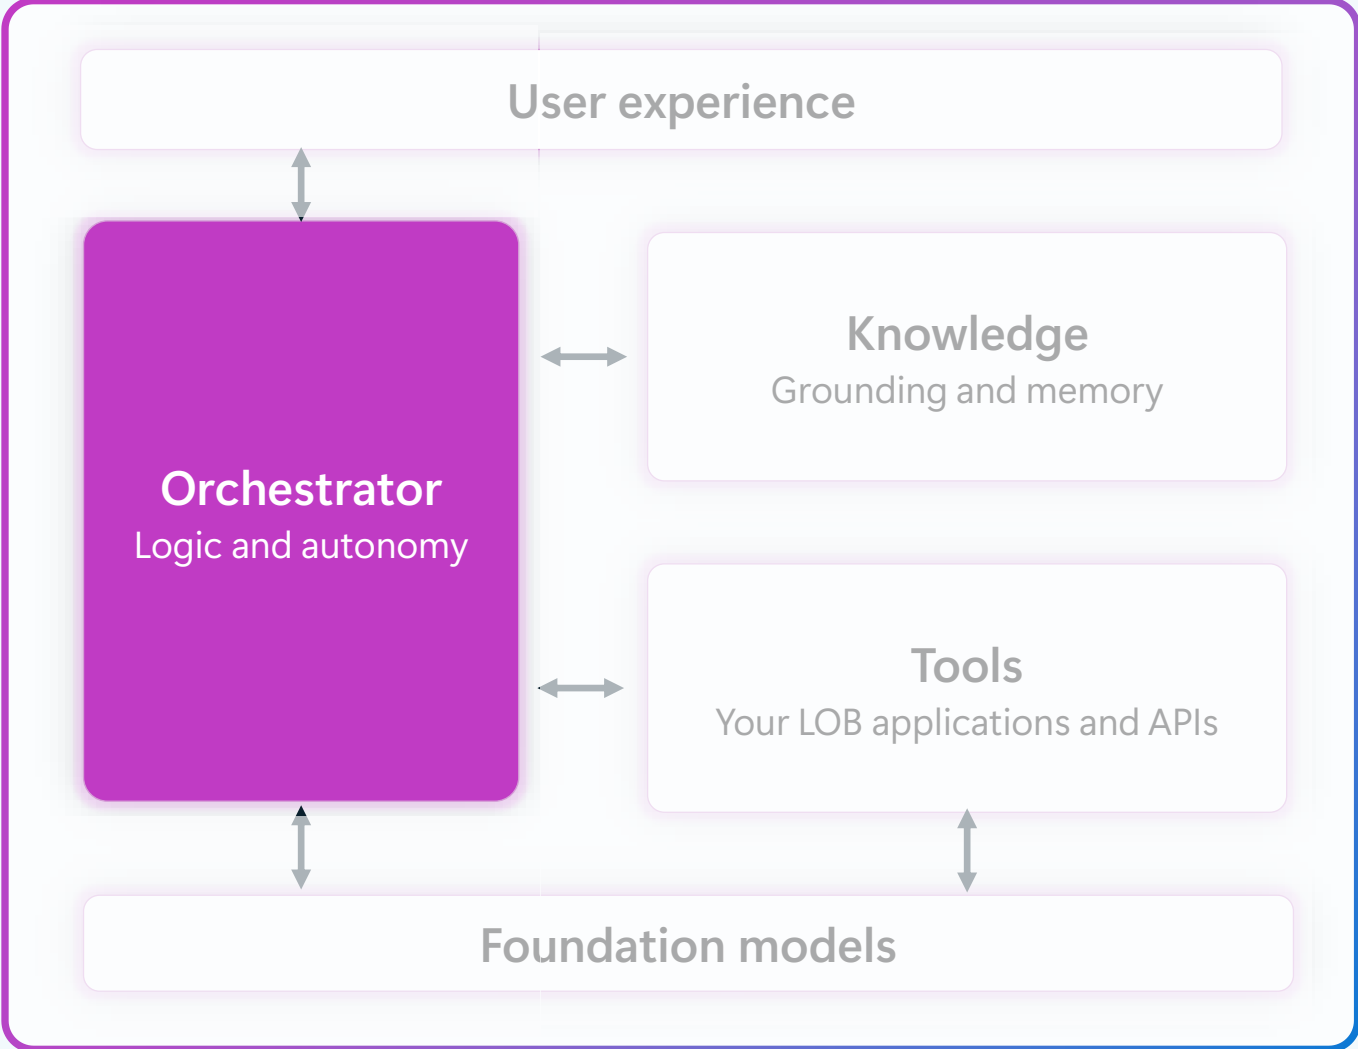 User experience
Orchestrator
Logic and autonomy
Knowledge
Grounding and memory
Tools
Your LOB applications and APIs
Foundation models